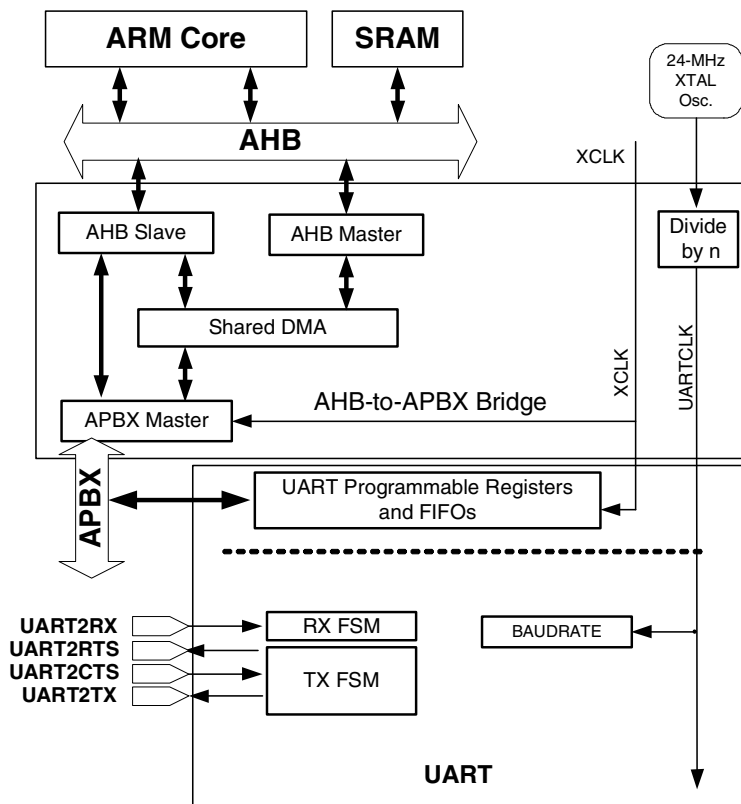 ARM Core
SRAM
24-MHz
XTAL
Osc.
AHB
XCLK
AHB Slave
AHB Master
Divide
by n
Shared DMA
XCLK
UARTCLK
AHB-to-APBX Bridge
APBX Master
APBX
UART Programmable Registers
and FIFOs
UART2RX
RX FSM
BAUDRATE
UART2RTS
UART2CTS
TX FSM
UART2TX
UART